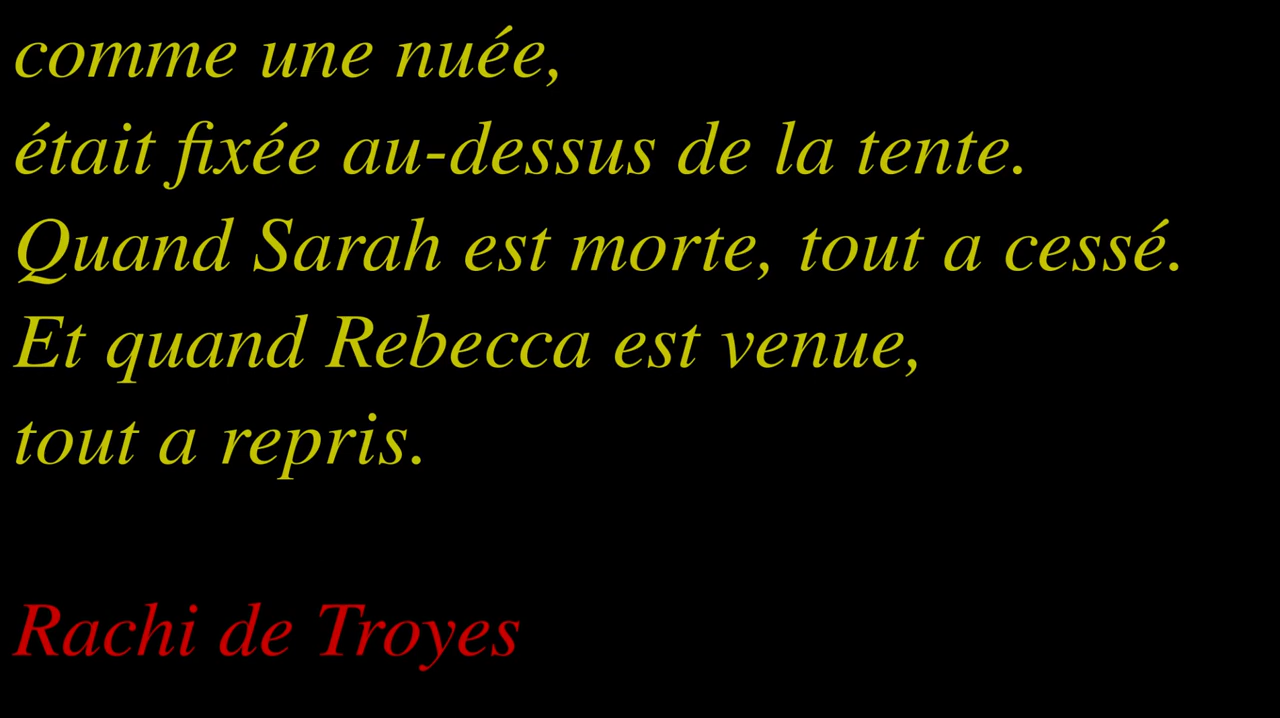 comme une nuée,
était fixée au-dessus de la tente.
Quand Sarah est morte, tout a cessé.
Et quand Rebecca est venue,
tout a repris.
Rachi de Troyes